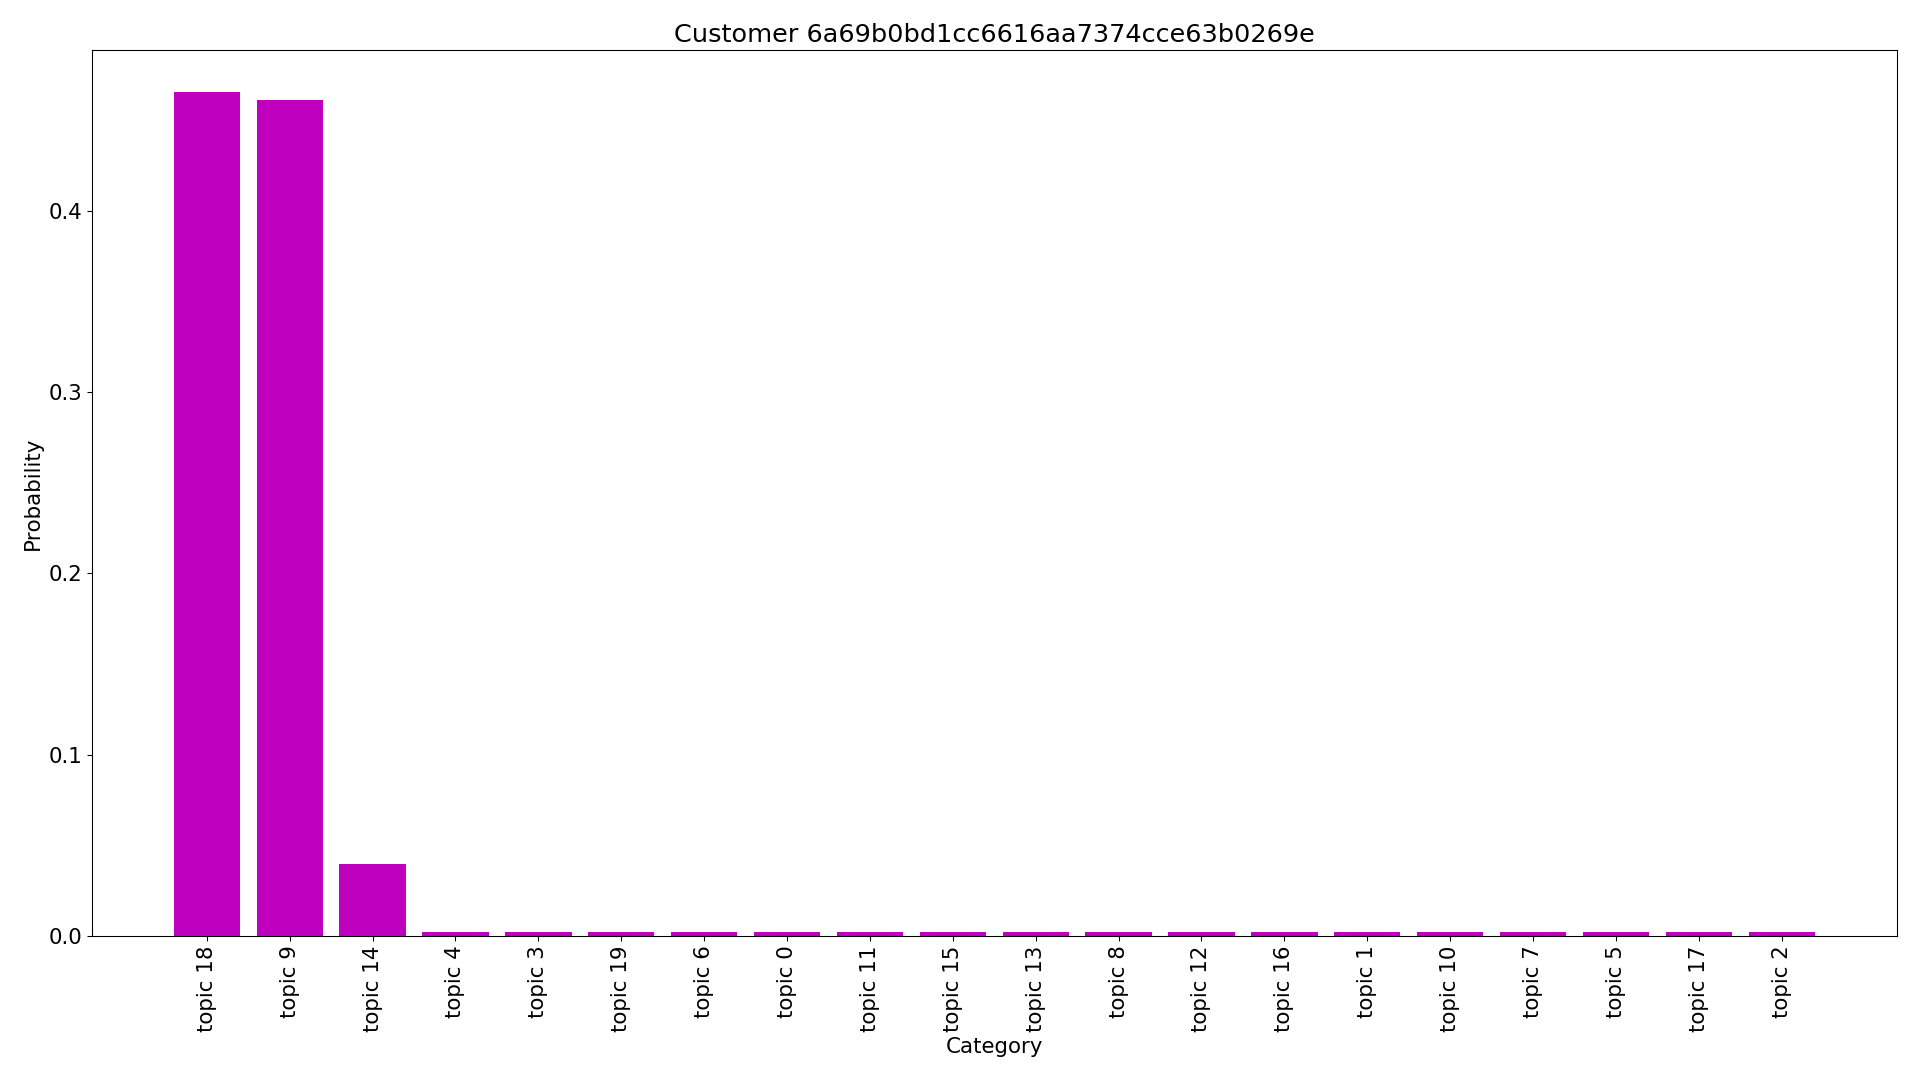 Customer 6a69b0bd1cc6616aa7374cce63b0269e
Probability
0.4
0.3
0.2
0.1
0.0
topic 18
topic 9
topic 14
topic 4
topic 3
topic 19
topic 6
topic 0
topic 11
topic 15
topic 13
topic 8
topic 12
topic 16
topic 1
topic 10
topic 7
topic 5
topic 17
topic 2
Category